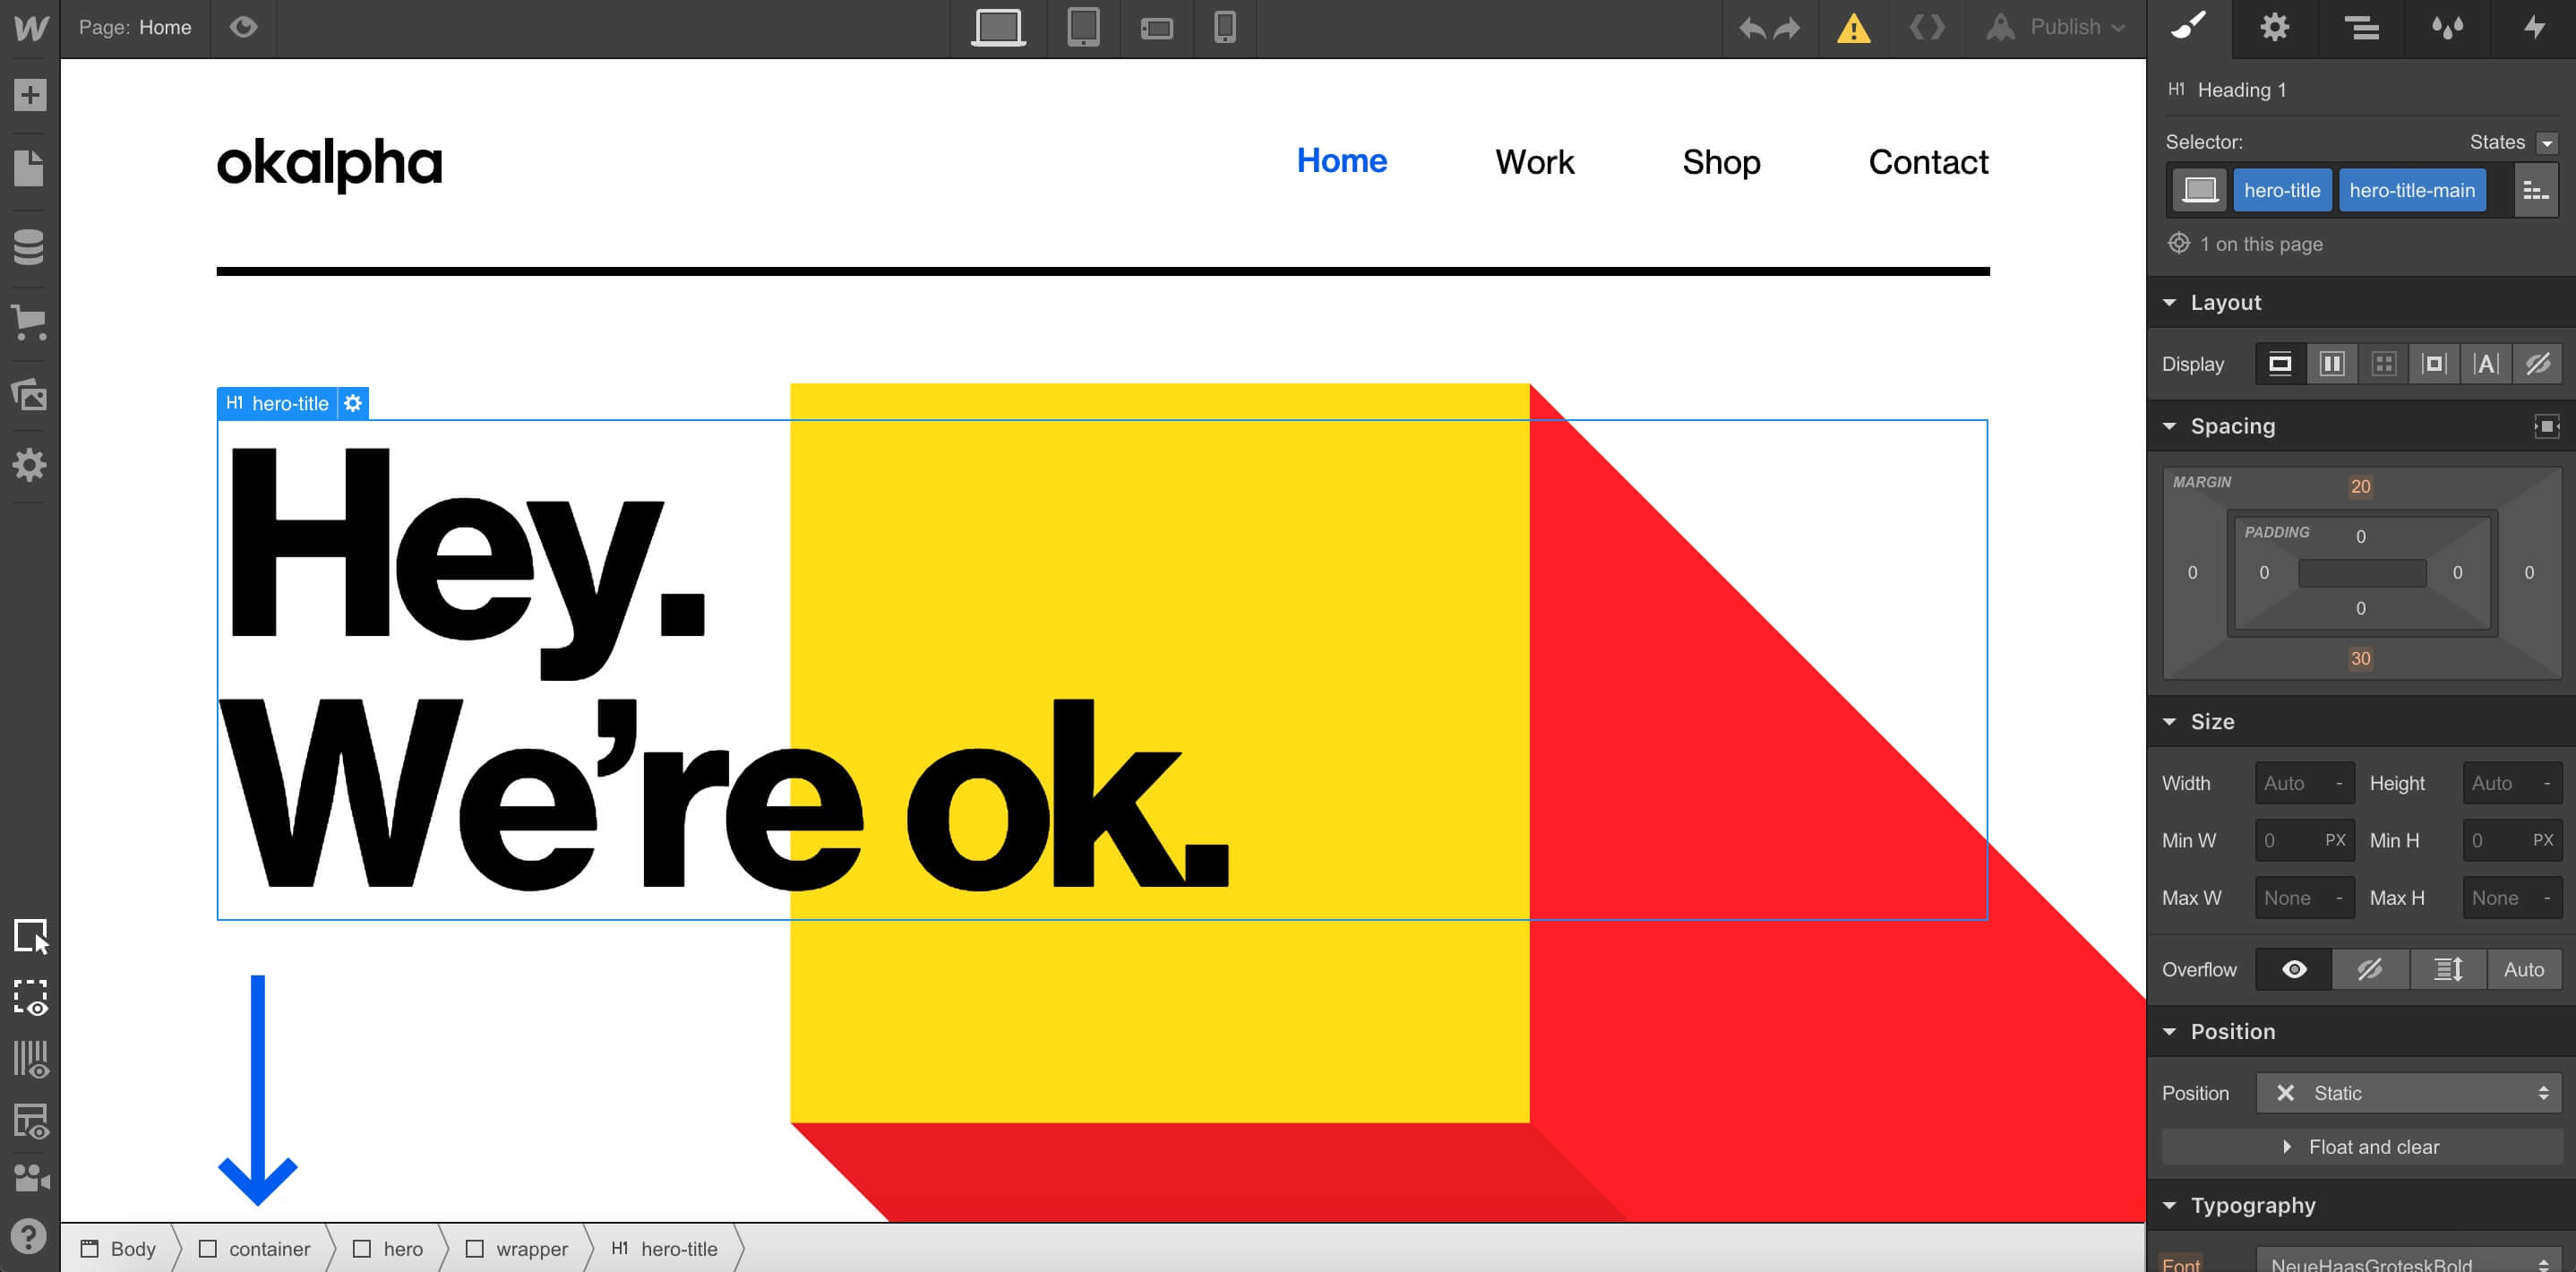 Page: Home
Publish
H1 Heading 1
Selector:
States
hero-title
hero-title-main
1 on this page
okalpha
Home
Work
Shop
Contact
H1 hero-title
Hey.
We’re ok.
Layout
Display
Spacing
MARGIN
20
PADDING
0
0
0
0
0
0
30
Size
Width
Auto
-
Height
Auto
-
Min W
0
PX
Min H
0
PX
Max W
None
-
Max H
None
-
Overflow
Auto
Position
Position
Static
Float and clear
Typography
Font
NeueHaasGroteskBold
Body
container
hero
wrapper
H1 hero-title